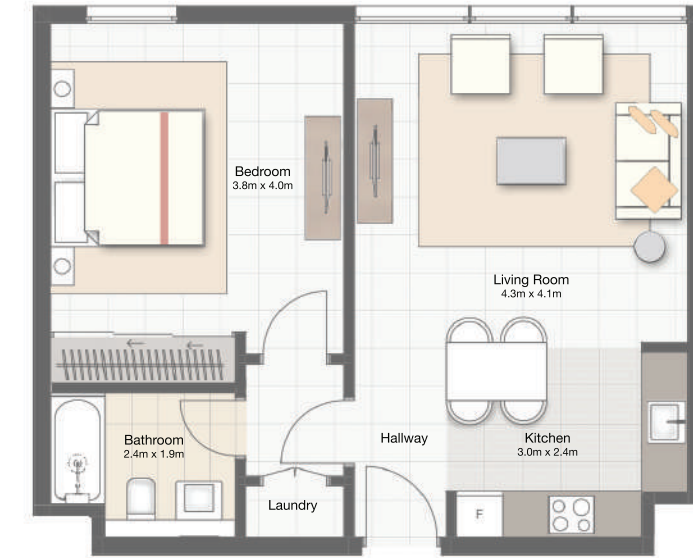 Bedroom
3.8m x 4.0m
Living Room
4.3m x 4.1m
Bathroom
2.4m x 1.9m
Hallway
Kitchen
3.0m x 2.4m
Laundry
F